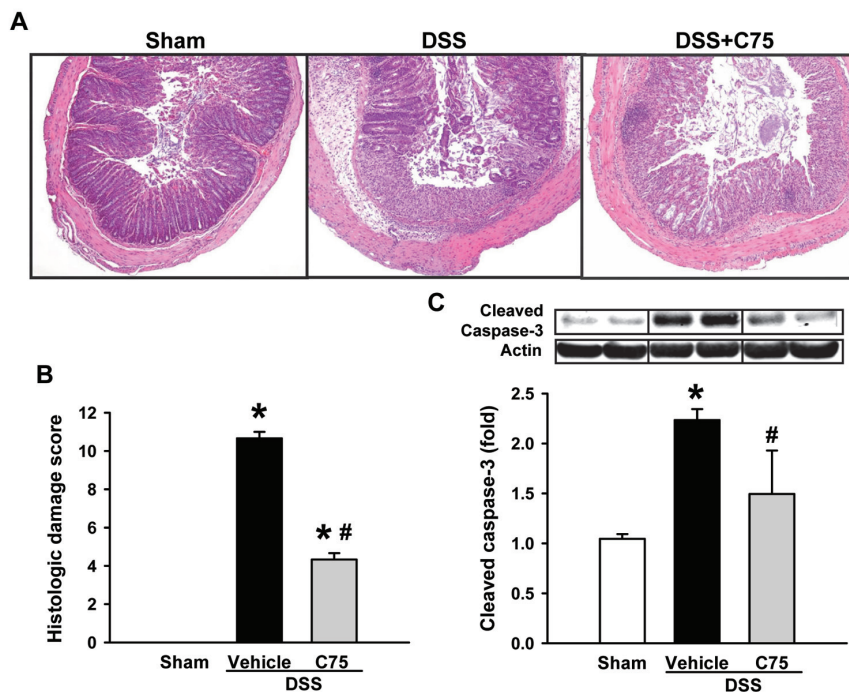 A
Sham DSS DSS+C75
C
Cleaved
Caspase-3
Actin
B
Histologic damage score
12
10
8
6
4
2
0
*
* #
Sham Vehicle C75
DSS
Cleaved caspase-3 (fold)
2.5
2.0
1.5
1.0
0.5
0.0
*
#
Sham Vehicle C75
DSS